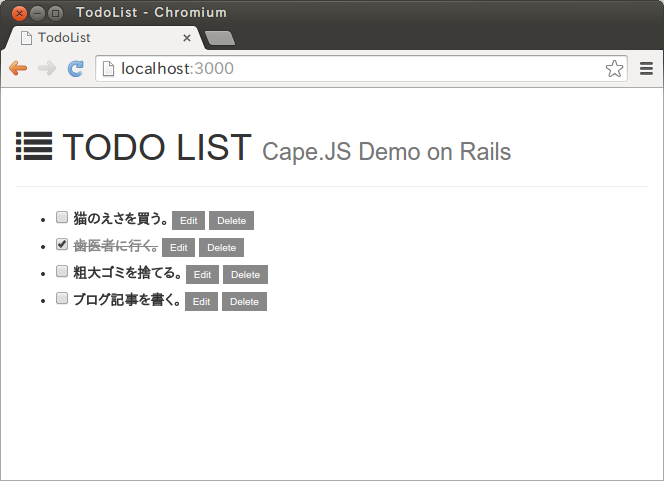 TodoList - Chromium
TodoList
localhost:3000
TODO LIST Cape.JS Demo on Rails
猫のえさを買う。 Edit Delete
歯医者に行く。 Edit Delete
粗大ゴミを捨てる。 Edit Delete
ブログ記事を書く。 Edit Delete